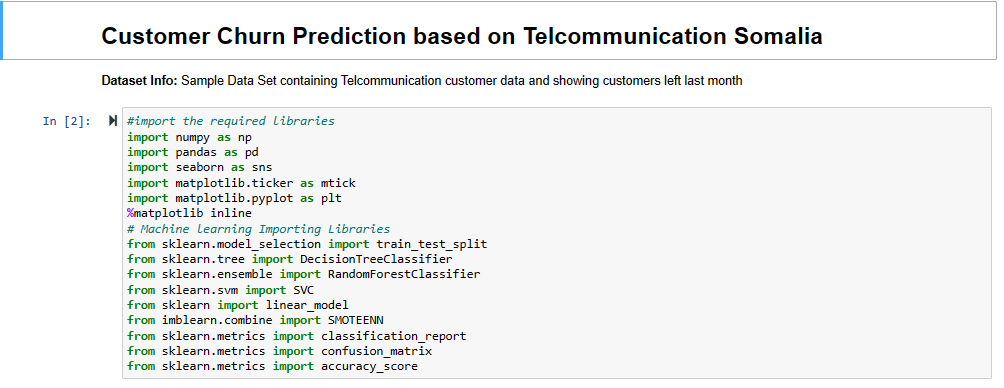 Customer Churn Prediction based on Telcommunication Somalia
Dataset Info: Sample Data Set containing Telcommunication customer data and showing customers left last month
In [2]:
#import the required libraries
import numpy as np
import pandas as pd
import seaborn as sns
import matplotlib.ticker as mtick
import matplotlib.pyplot as plt
%matplotlib inline
# Machine learning Importing Libraries
from sklearn.model_selection import train_test_split
from sklearn.tree import DecisionTreeClassifier
from sklearn.ensemble import RandomForestClassifier
from sklearn.svm import SVC
from sklearn import linear_model
from imblearn.combine import SMOTEENN
from sklearn.metrics import classification_report
from sklearn.metrics import confusion_matrix
from sklearn.metrics import accuracy_score